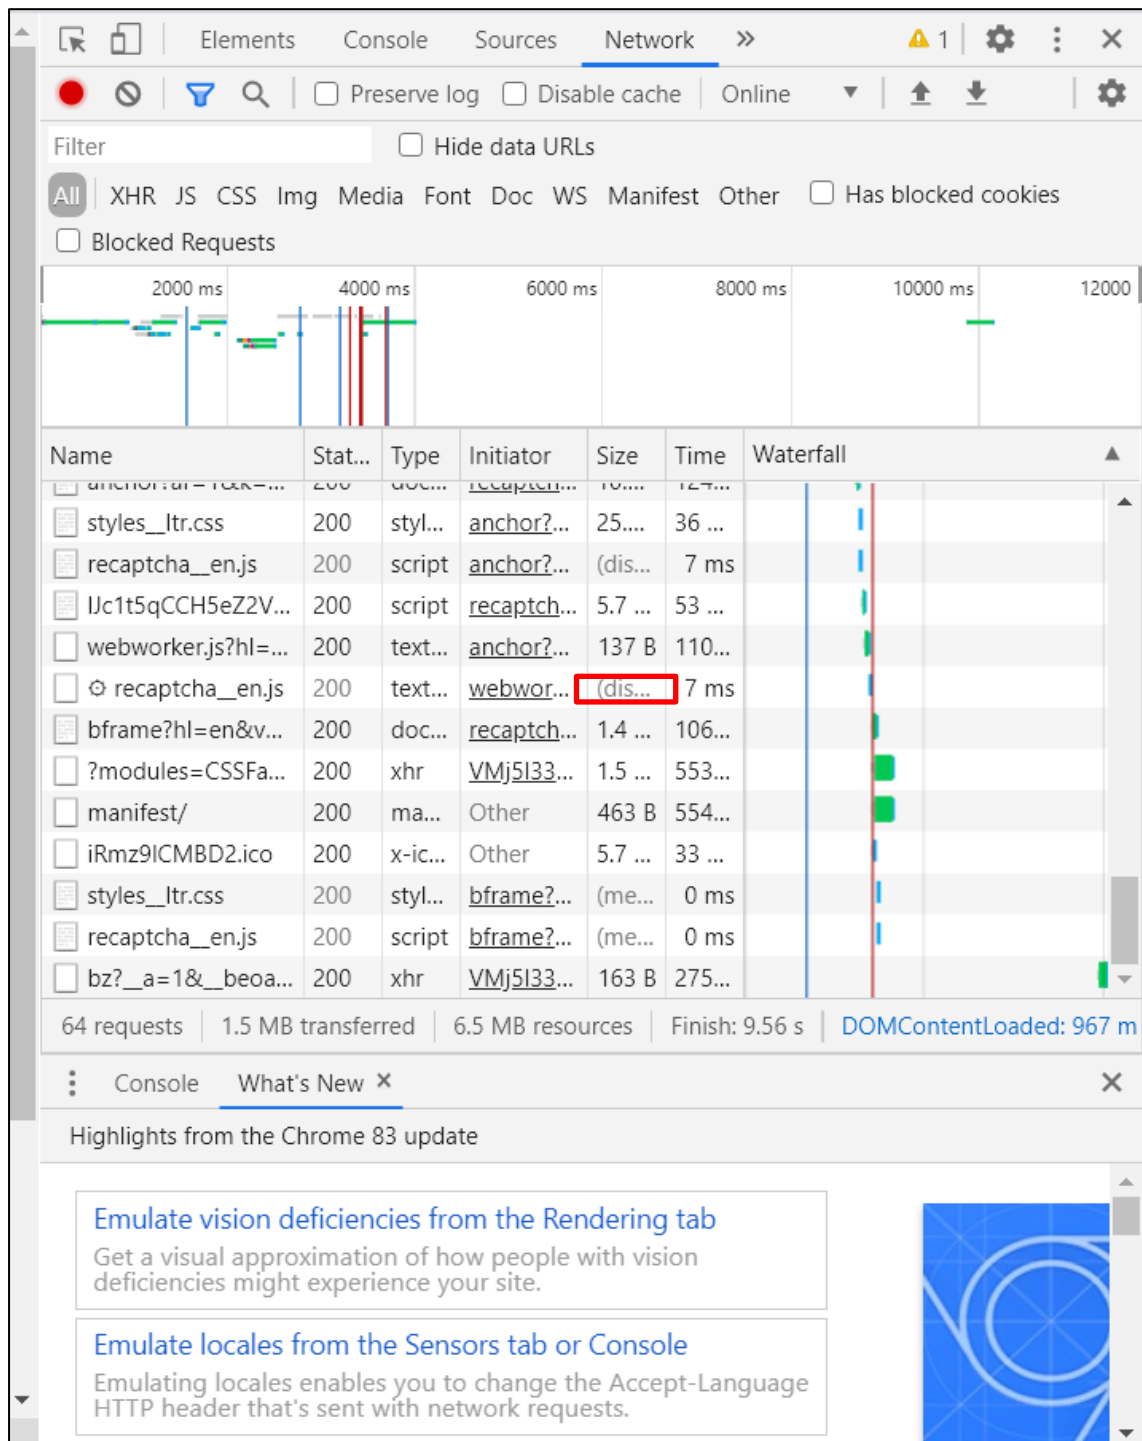 Elements Console Sources Network » 1
Preserve log Disable cache Online
Filter Hide data URLs
All XHR JS CSS Img Media Font Doc WS Manifest Other Has blocked cookies
Blocked Requests
2000 ms 4000 ms 6000 ms 8000 ms 10000 ms 12000
Name Stat... Type Initiator Size Time Waterfall
anchor?ar=1&k=... 200 doc... recaptch... 124...
styles__ltr.css 200 styl... anchor?... 25.... 36 ...
recaptcha__en.js 200 script anchor?... (dis... 7 ms
IJc1t5qCCH5eZ2V... 200 script recaptch... 5.7 ... 53 ...
webworker.js?hl=... 200 text... anchor?... 137 B 110...
recaptcha__en.js 200 text... webwor... (dis... 7 ms
bframe?hl=en&v... 200 doc... recaptch... 1.4 ... 106...
?modules=CSSFa... 200 xhr VMj5I33... 1.5 ... 553...
manifest/ 200 ma... Other 463 B 554...
iRmz9lCMBD2.ico 200 x-ic... Other 5.7 ... 33 ...
styles__ltr.css 200 styl... bframe?... (me... 0 ms
recaptcha__en.js 200 script bframe?... (me... 0 ms
bz?__a=1&__beoa... 200 xhr VMj5I33... 163 B 275...
64 requests 1.5 MB transferred 6.5 MB resources Finish: 9.56 s DOMContentLoaded: 967 m
Console What's New ×
Highlights from the Chrome 83 update
Emulate vision deficiencies from the Rendering tab
Get a visual approximation of how people with vision
deficiencies might experience your site.
Emulate locales from the Sensors tab or Console
Emulating locales enables you to change the Accept-Language
HTTP header that's sent with network requests.